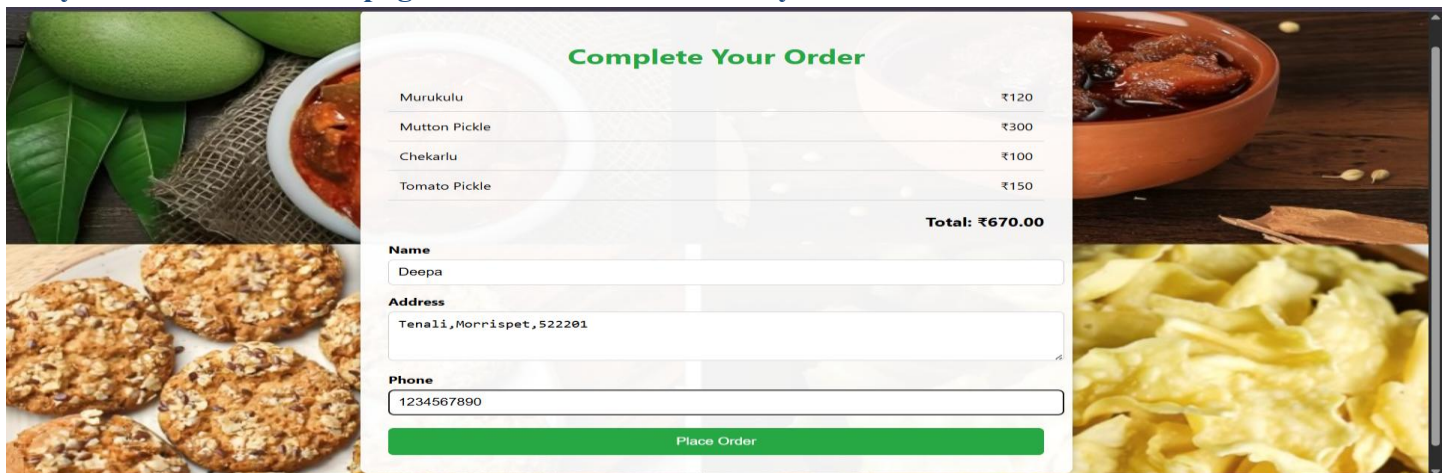 Complete Your Order
Murukulu ₹120
Mutton Pickle ₹300
Chekarlu ₹100
Tomato Pickle ₹150
Total: ₹670.00
Name
Deepa
Address
Tenali,Morrispet,522201
Phone
1234567890
Place Order